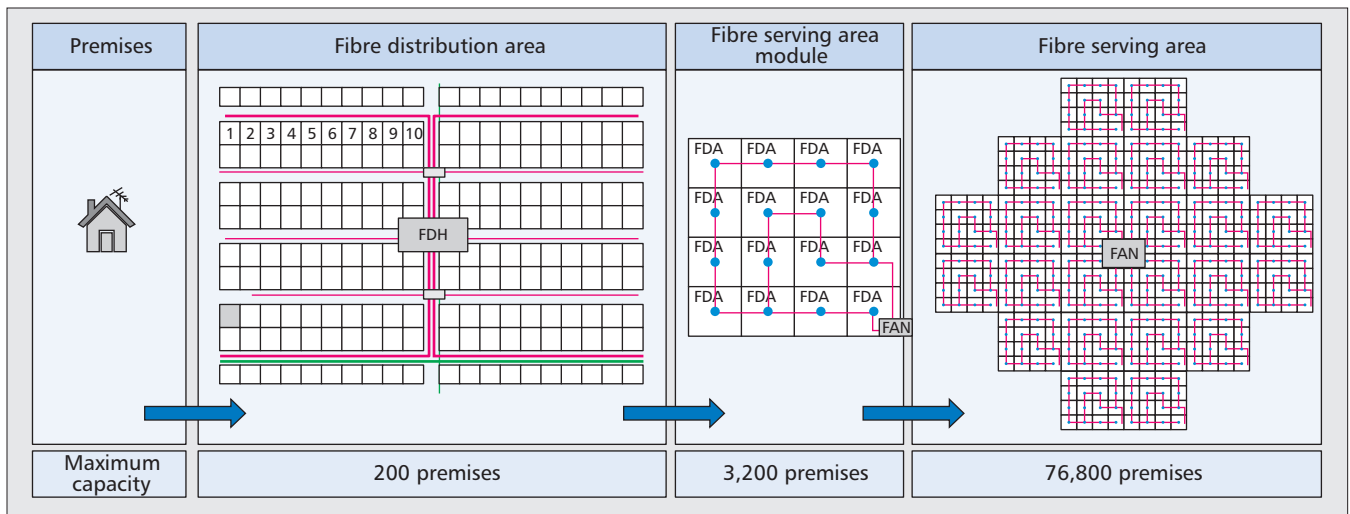 Premises
Fibre distribution area
Fibre serving area
module
Fibre serving area
1 2 3 4 5 6 7 8 9 10
FDH
FDA FDA FDA FDA
FDA FDA FDA FDA
FDA FDA FDA FDA
FDA FDA FDA FDA
FAN
FAN
Maximum
capacity
200 premises
3,200 premises
76,800 premises